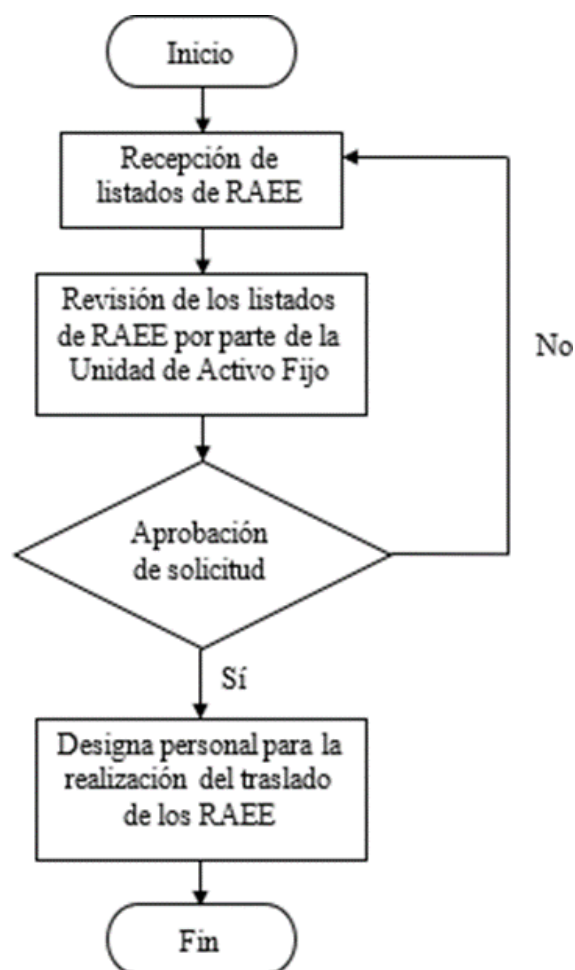 Inicio
Recepción de
listados de RAEE
Revisión de los listados
de RAEE por parte de la
Unidad de Activo Fijo
No
Aprobación
de solicitud
Sí
Designa personal para la
realización del traslado
de los RAEE
Fin